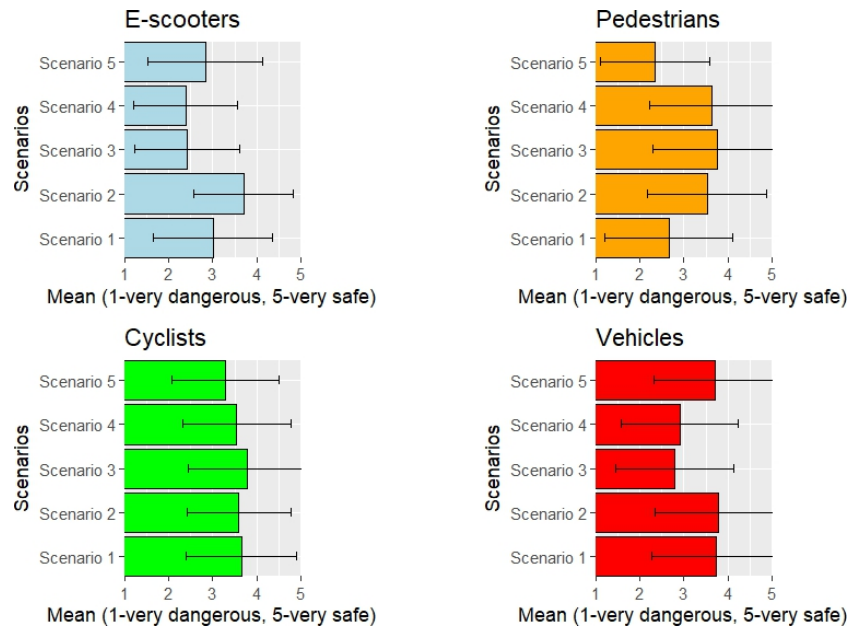 E-scooters
Scenarios
Scenario 5
Scenario 4
Scenario 3
Scenario 2
Scenario 1
1 2 3 4 5
Mean (1-very dangerous, 5-very safe)
Pedestrians
Scenarios
Scenario 5
Scenario 4
Scenario 3
Scenario 2
Scenario 1
1 2 3 4 5
Mean (1-very dangerous, 5-very safe)
Cyclists
Scenarios
Scenario 5
Scenario 4
Scenario 3
Scenario 2
Scenario 1
1 2 3 4 5
Mean (1-very dangerous, 5-very safe)
Vehicles
Scenarios
Scenario 5
Scenario 4
Scenario 3
Scenario 2
Scenario 1
1 2 3 4 5
Mean (1-very dangerous, 5-very safe)